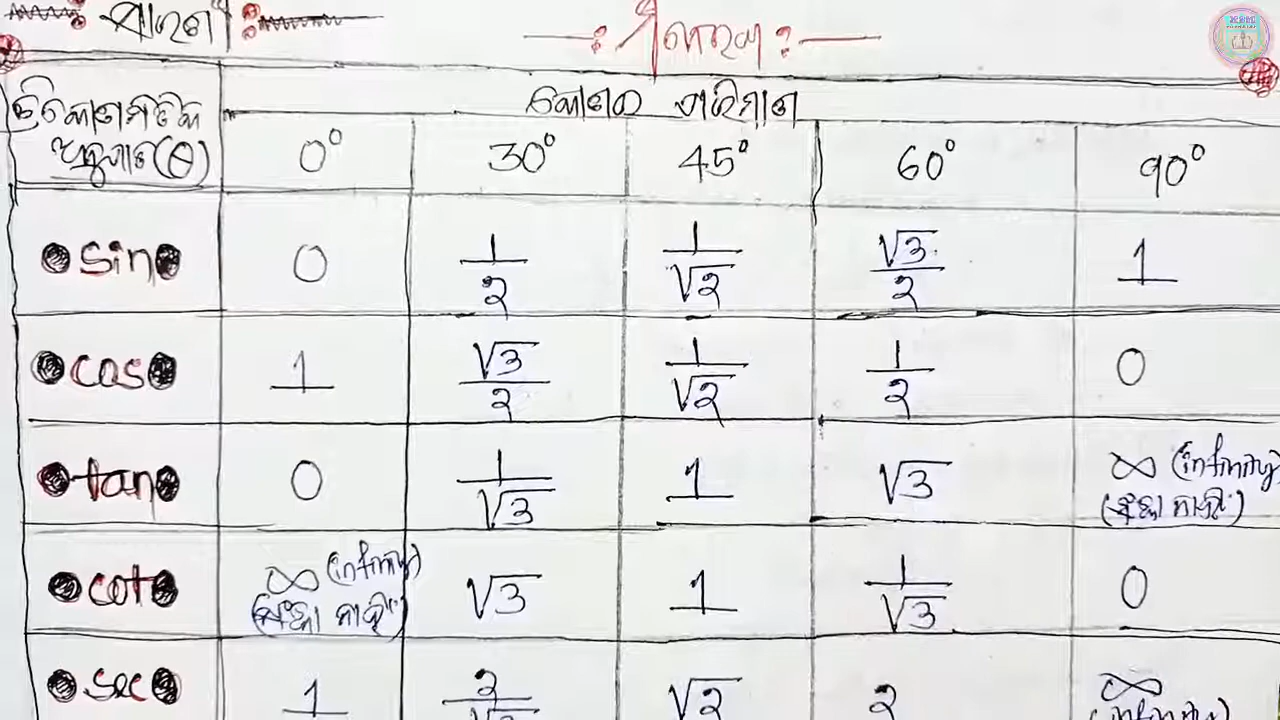 ସାରଣୀ
କୋଣର ପରିମାଣ
ତ୍ରିକୋଣମିତିକ
ଅନୁପାତ(θ)
0° 30° 45° 60° 90°
sin 0 1/2 1/√2 √3/2 1
cos 1 √3/2 1/√2 1/2 0
tan 0 1/√3 1 √3 ∞ (infinity)
cot ∞ (infinity) √3 1 1/√3 0
sec 1 2/√3 √2 2 ∞